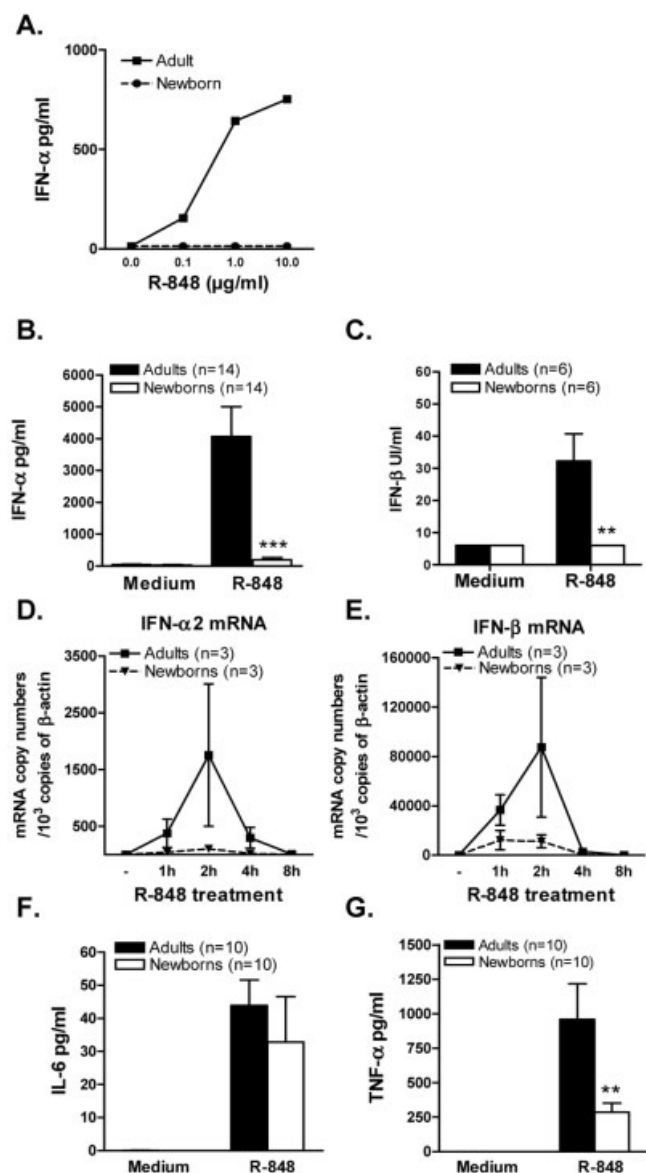 A.
1000
500
0
IFN-α pg/ml
Adult
Newborn
0.0 0.1 1.0 10.0
R-848 (µg/ml)
B.
Adults (n=14)
Newborns (n=14)
6000
5000
4000
3000
2000
1000
0
IFN-α pg/ml
***
Medium R-848
C.
Adults (n=6)
Newborns (n=6)
60
50
40
30
20
10
0
IFN-β UI/ml
**
Medium R-848
D.
IFN-α2 mRNA
Adults (n=3)
Newborns (n=3)
3500
2500
1500
500
mRNA copy numbers
/10³ copies of β-actin
- 1h 2h 4h 8h
R-848 treatment
E.
IFN-β mRNA
Adults (n=3)
Newborns (n=3)
160000
120000
80000
40000
0
mRNA copy numbers
/10³ copies of β-actin
- 1h 2h 4h 8h
R-848 treatment
F.
Adults (n=10)
Newborns (n=10)
60
50
40
30
20
10
0
IL-6 pg/ml
Medium R-848
G.
Adults (n=10)
Newborns (n=10)
1500
1250
1000
750
500
250
0
TNF-α pg/ml
**
Medium R-848